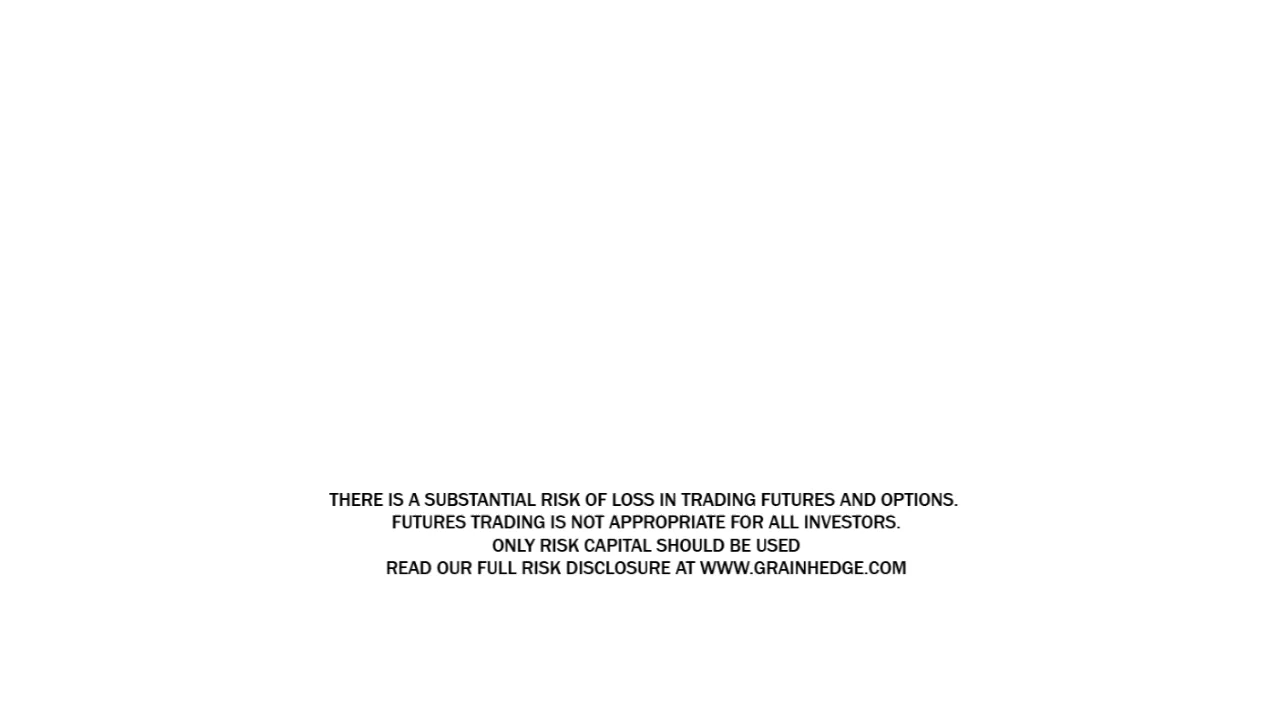 THERE IS A SUBSTANTIAL RISK OF LOSS IN TRADING FUTURES AND OPTIONS.
FUTURES TRADING IS NOT APPROPRIATE FOR ALL INVESTORS.
ONLY RISK CAPITAL SHOULD BE USED
READ OUR FULL RISK DISCLOSURE AT WWW.GRAINHEDGE.COM